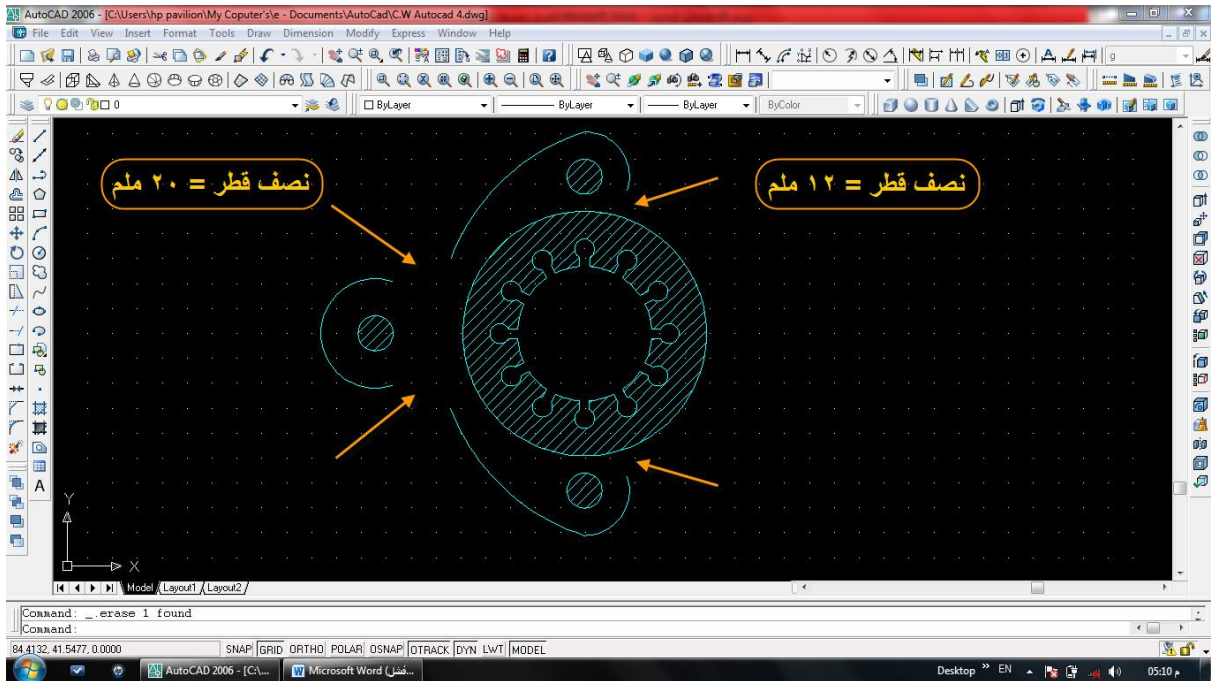 AutoCAD 2006 - [C:\Users\hp pavilion\My Coputer's\e - Documents\AutoCad\C.W Autocad 4.dwg]
File Edit View Insert Format Tools Draw Dimension Modify Express Window Help
0 ByLayer ByLayer ByLayer ByColor
نصف قطر = ١٢ ملم
نصف قطر = ٢٠ ملم
Y
X
Model Layout1 Layout2
Command: _.erase 1 found
Command:
84.4132, 41.5477, 0.0000 SNAP GRID ORTHO POLAR OSNAP OTRACK DYN LWT MODEL
AutoCAD 2006 - [C:\... Microsoft Word (فصل... Desktop EN 05:10 م